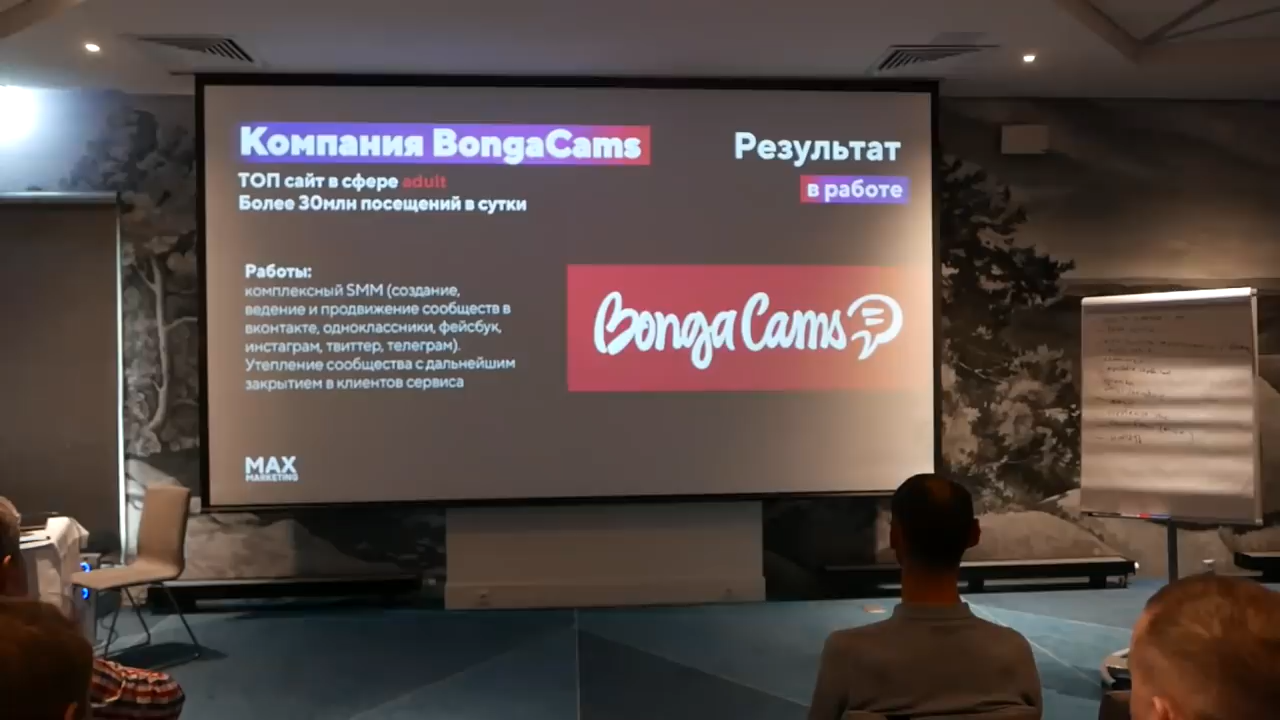 Компания BongaCams
ТОП сайт в сфере adult
Более 30млн посещений в сутки
Результат
в работе
Работы:
комплексный SMM (создание,
ведение и продвижение сообществ в
вконтакте, одноклассники, фейсбук,
инстаграм, твиттер, телеграм).
Утепление сообщества с дальнейшим
закрытием в клиентов сервиса
BongaCams
MAX
MARKETING